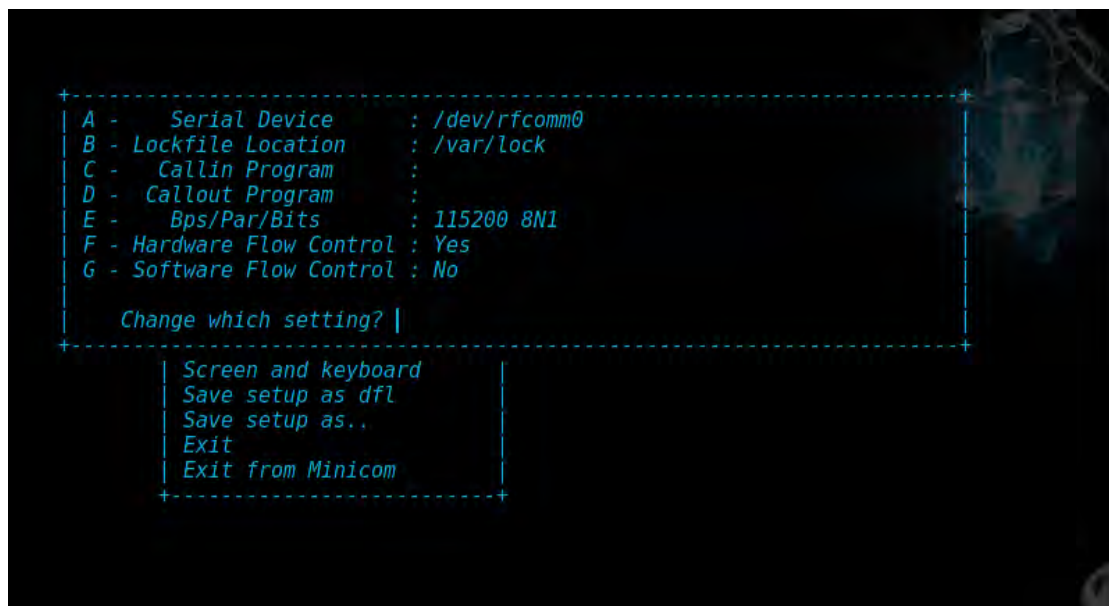 A - Serial Device : /dev/rfcomm0
B - Lockfile Location : /var/lock
C - Callin Program :
D - Callout Program :
E - Bps/Par/Bits : 115200 8N1
F - Hardware Flow Control : Yes
G - Software Flow Control : No
Change which setting?
Screen and keyboard
Save setup as dfl
Save setup as..
Exit
Exit from Minicom